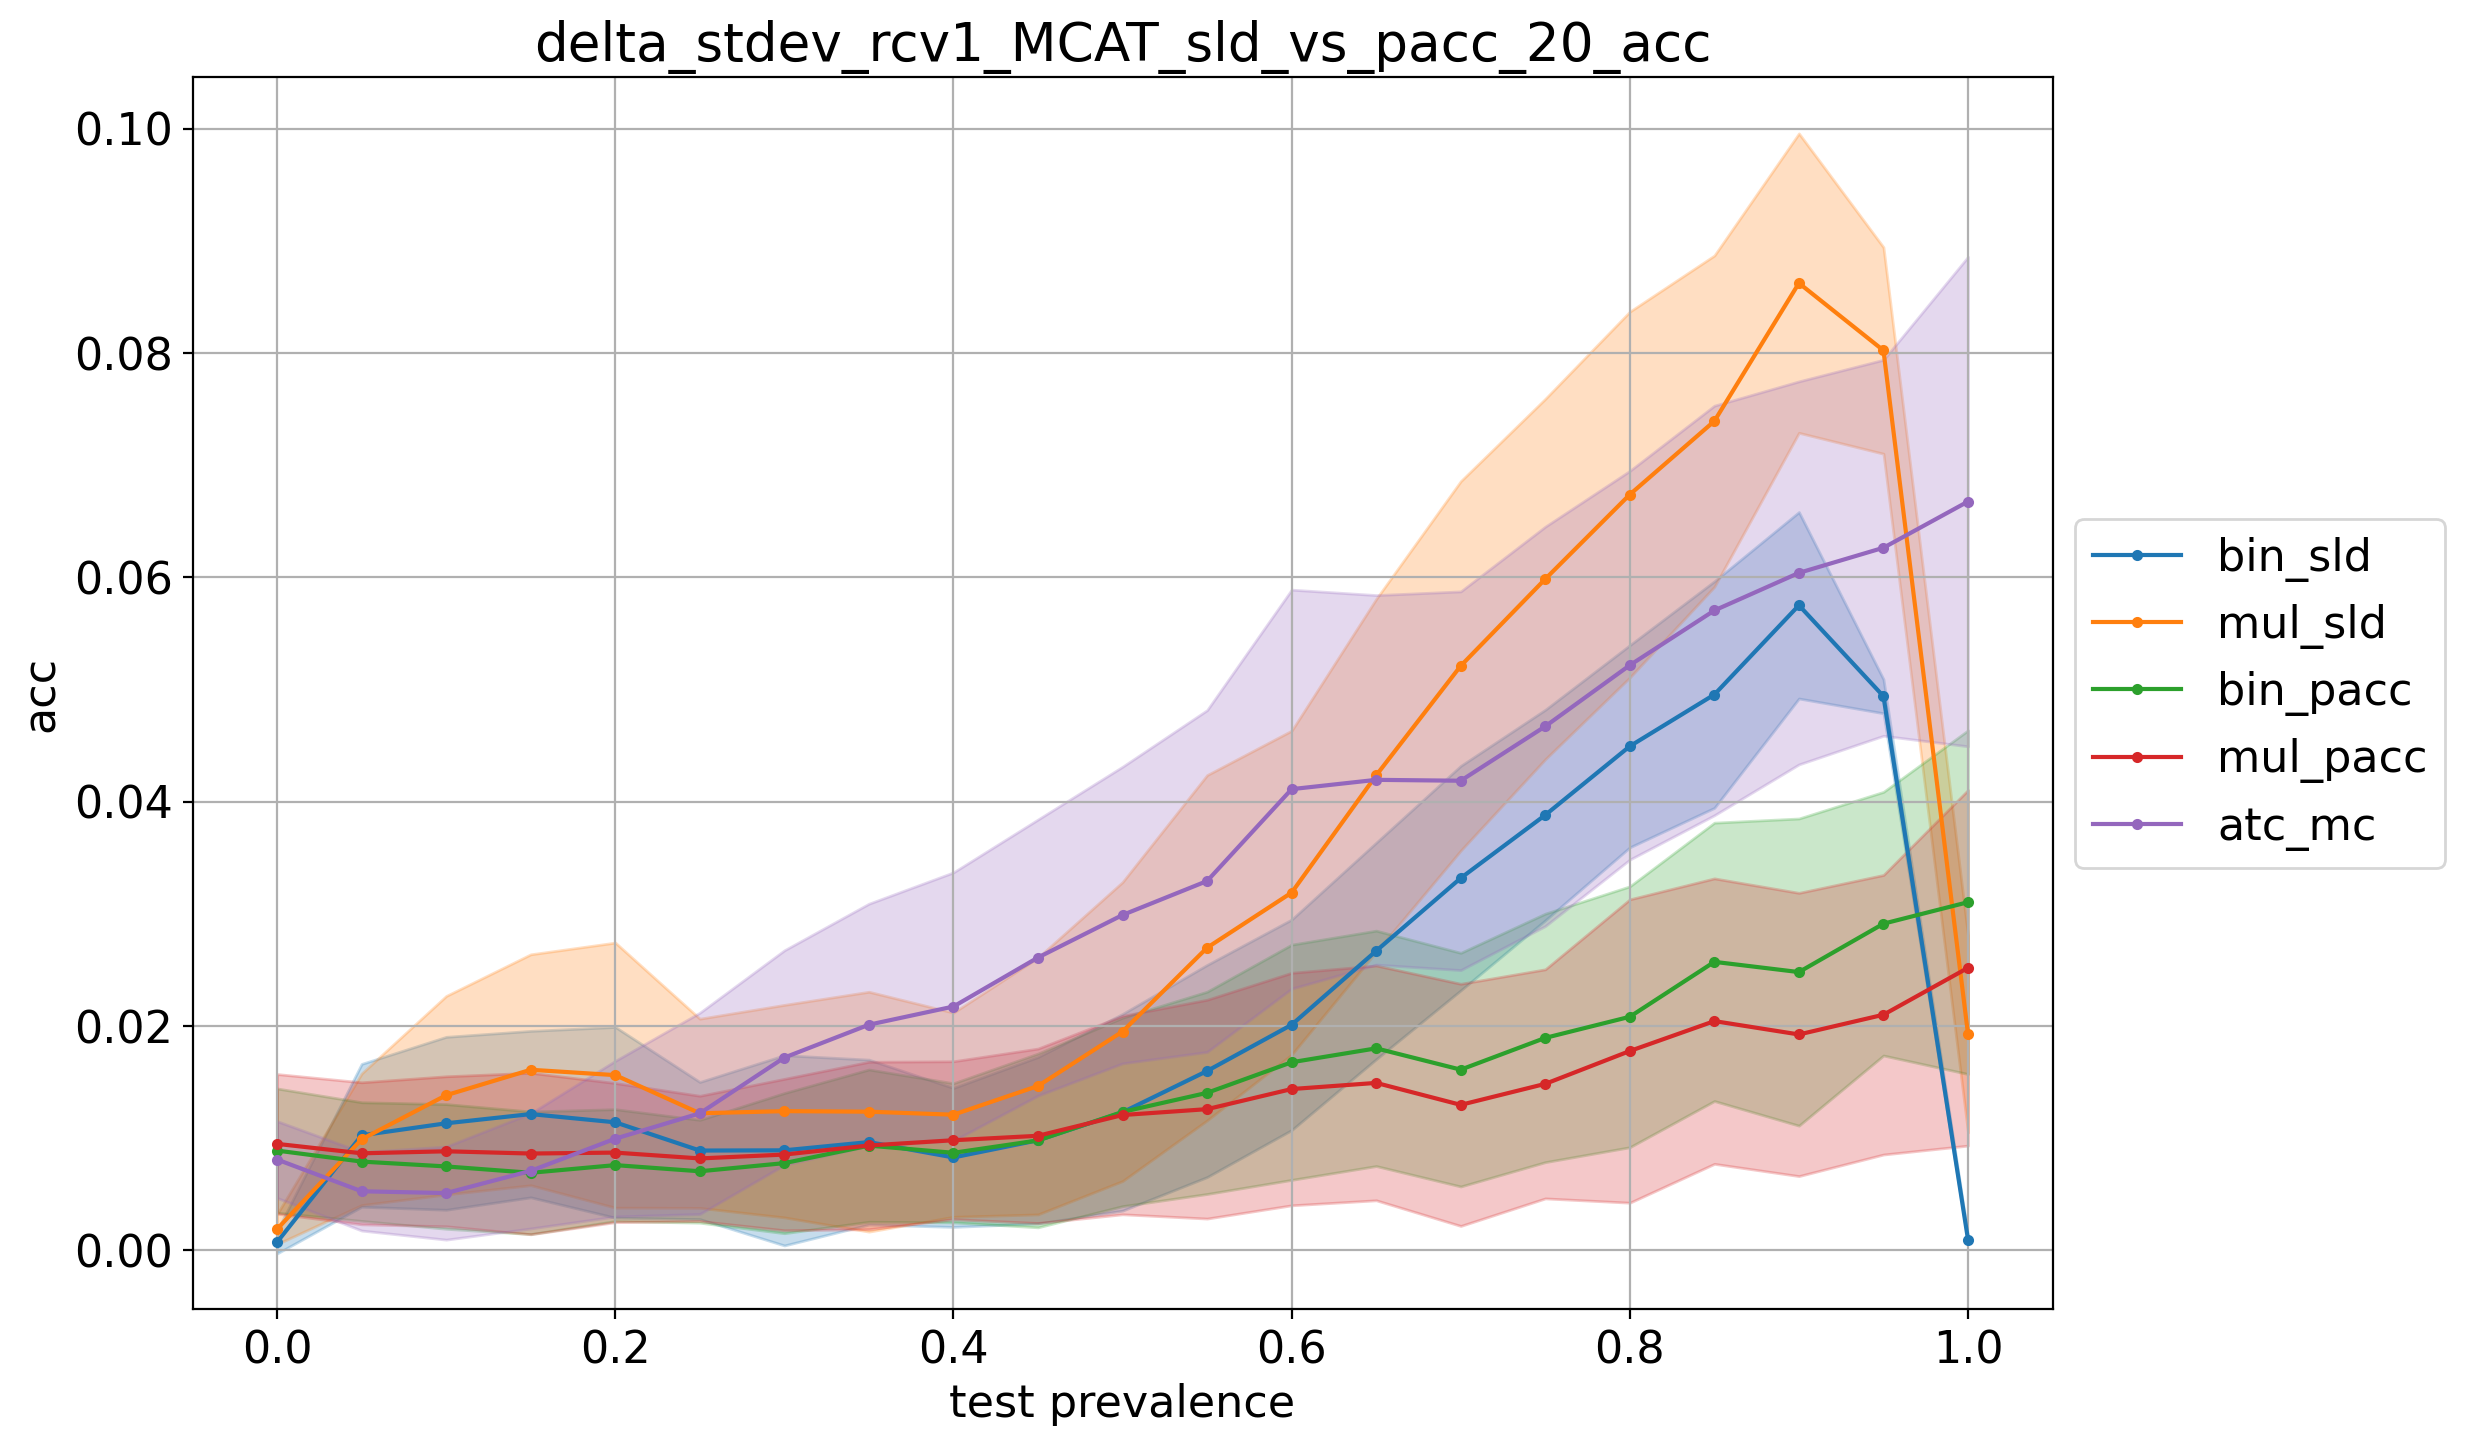 delta_stdev_rcv1_MCAT_sld_vs_pacc_20_acc
0.10
0.08
0.06
0.04
0.02
0.00
acc
0.0 0.2 0.4 0.6 0.8 1.0
test prevalence
bin_sld
mul_sld
bin_pacc
mul_pacc
atc_mc